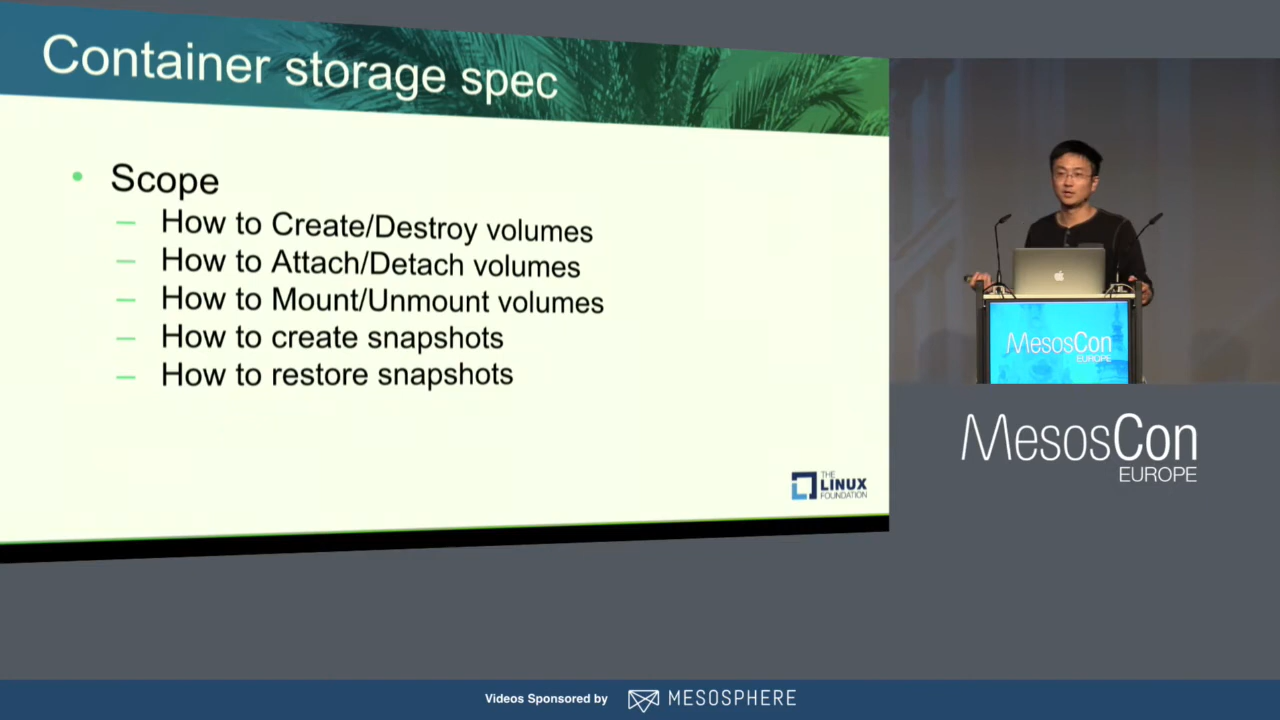 Container storage spec
• Scope
– How to Create/Destroy volumes
– How to Attach/Detach volumes
– How to Mount/Unmount volumes
– How to create snapshots
– How to restore snapshots
THE
LINUX
FOUNDATION
MesosCon
EUROPE
MesosCon
EUROPE
Videos Sponsored by MESOSPHERE